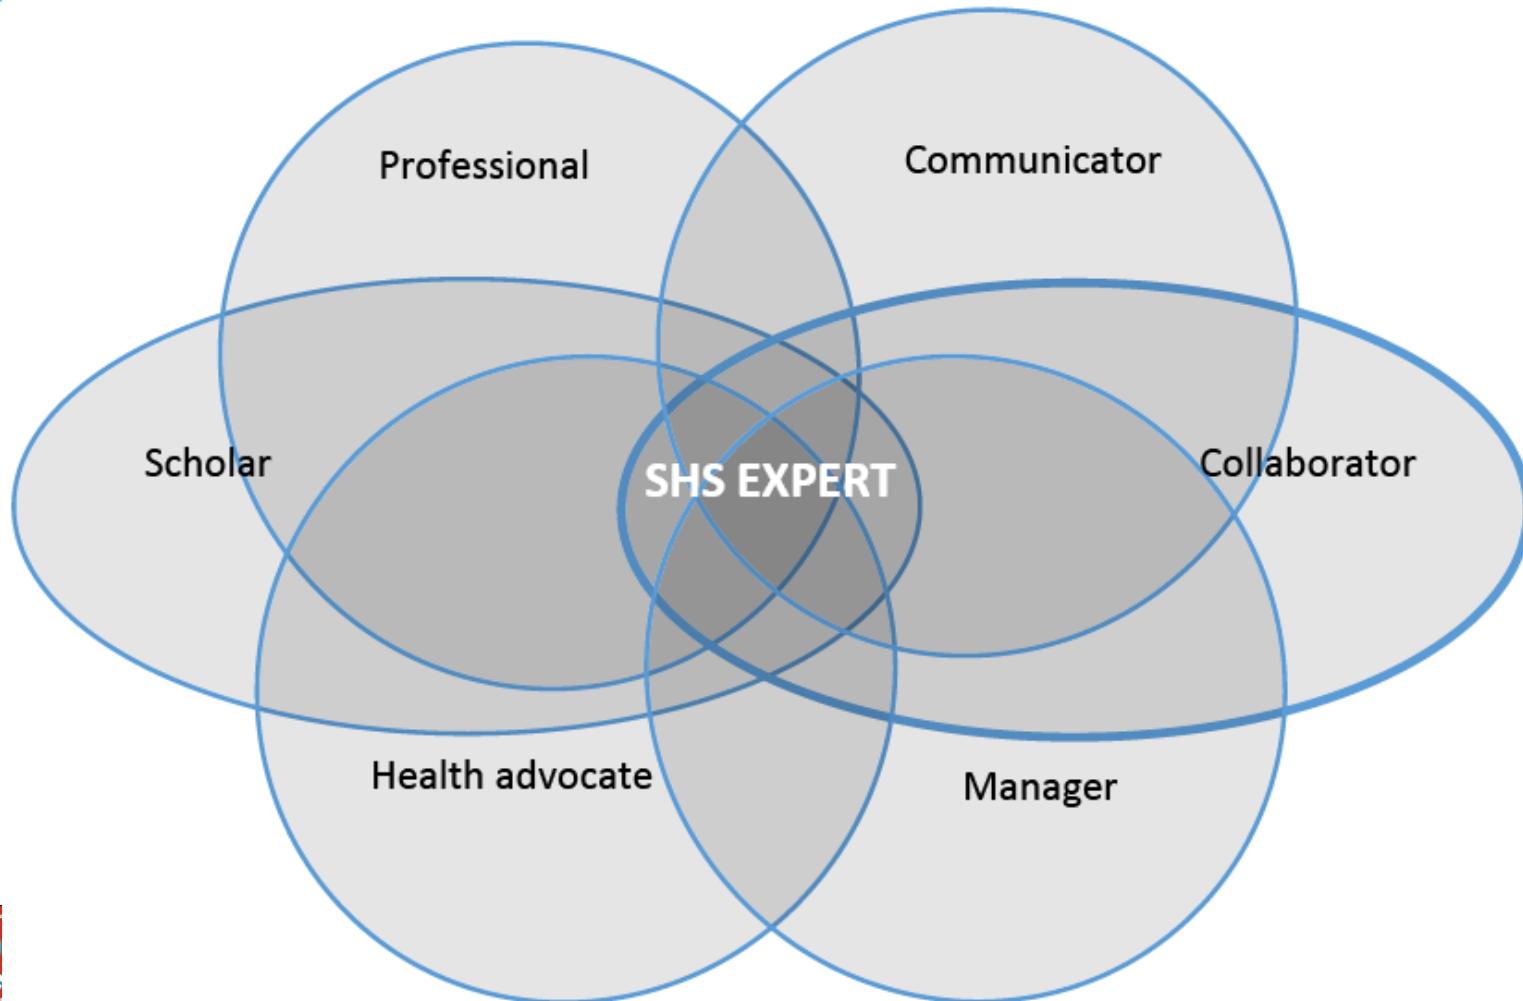 Professional
Communicator
Scholar
SHS EXPERT
Collaborator
Health advocate
Manager